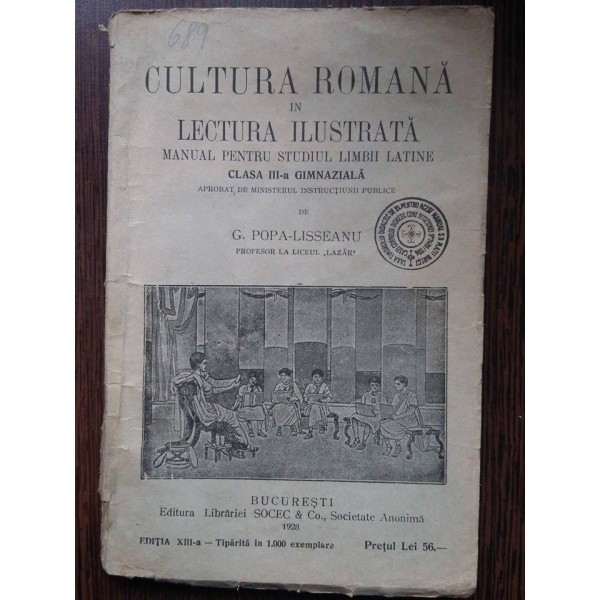 689
CULTURA ROMANĂ
IN
LECTURA ILUSTRATĂ
MANUAL PENTRU STUDIUL LIMBII LATINE
CLASA III-a GIMNAZIALĂ
APROBAT DE MINISTERUL INSTRUCȚIUNII PUBLICE
DE
G. POPA-LISSEANU
PROFESOR LA LICEUL „LAZĂR"
BUCUREȘTI
Editura Librăriei SOCEC & Co., Societate Anonimă
1928
EDIȚIA XIII-a — Tipărită în 1.000 exemplare Prețul Lei 56.—